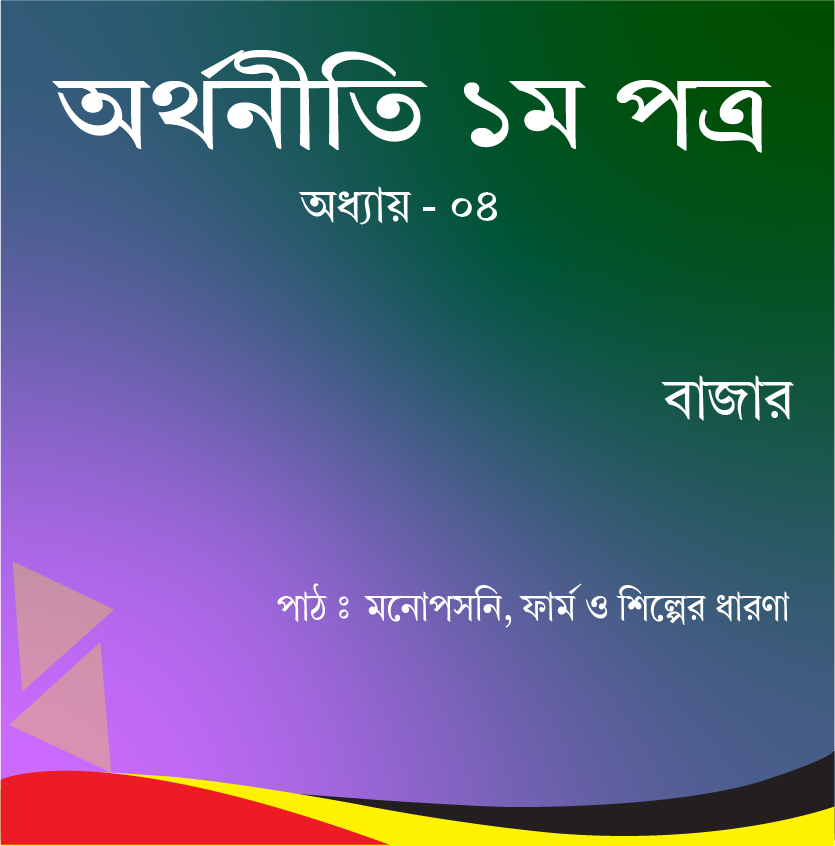 অর্থনীতি ১ম পত্র
অধ্যায় - ০৪
বাজার
পাঠ ঃ মনোপসনি, ফার্ম ও শিল্পের ধারণা